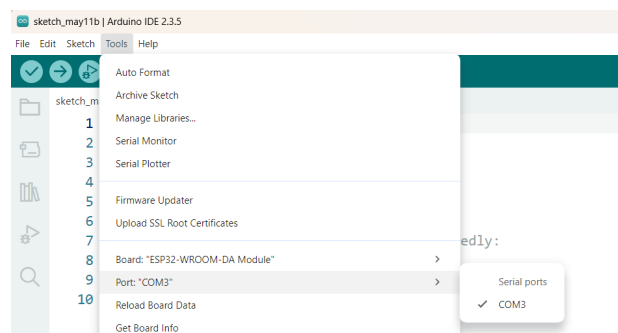 sketch_may11b | Arduino IDE 2.3.5
File Edit Sketch Tools Help
Auto Format
Archive Sketch
Manage Libraries...
Serial Monitor
Serial Plotter
Firmware Updater
Upload SSL Root Certificates
Board: "ESP32-WROOM-DA Module"
Port: "COM3"
Reload Board Data
Get Board Info
sketch_m
1
2
3
4
5
6
7
8
9
10
edly:
Serial ports
COM3